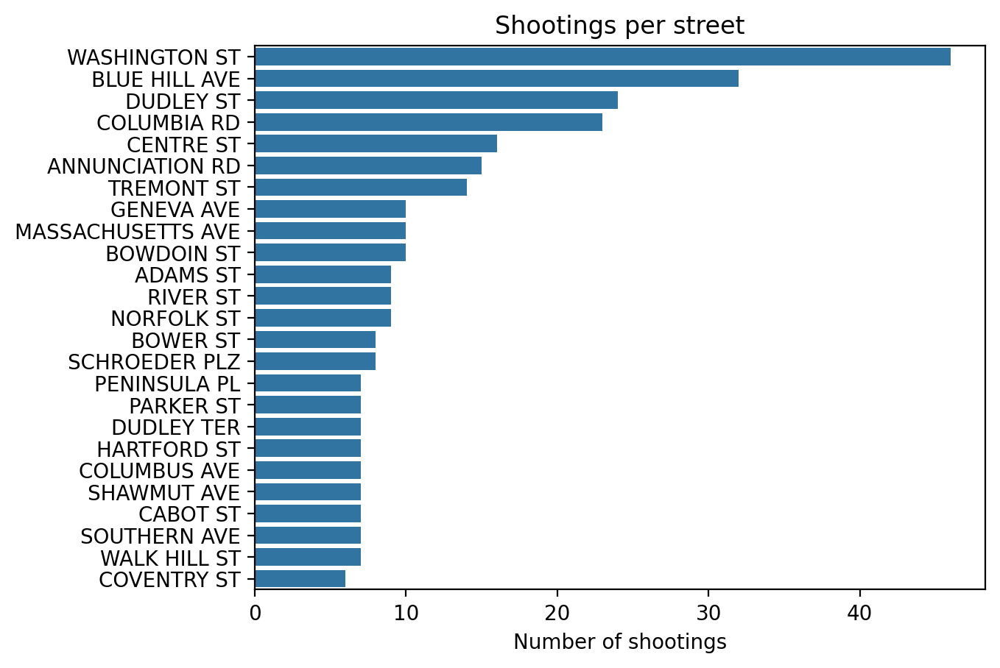 Shootings per street
WASHINGTON ST
BLUE HILL AVE
DUDLEY ST
COLUMBIA RD
CENTRE ST
ANNUNCIATION RD
TREMONT ST
GENEVA AVE
MASSACHUSETTS AVE
BOWDOIN ST
ADAMS ST
RIVER ST
NORFOLK ST
BOWER ST
SCHROEDER PLZ
PENINSULA PL
PARKER ST
DUDLEY TER
HARTFORD ST
COLUMBUS AVE
SHAWMUT AVE
CABOT ST
SOUTHERN AVE
WALK HILL ST
COVENTRY ST
0 10 20 30 40
Number of shootings